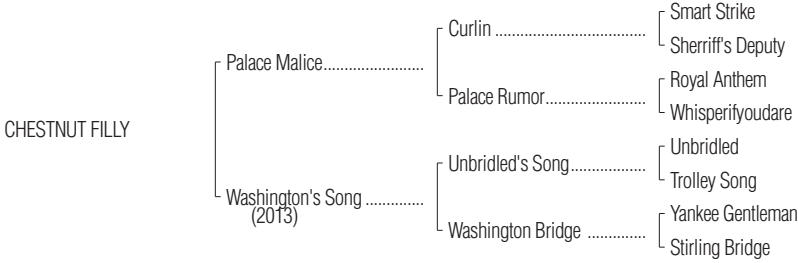 Smart Strike
Curlin ....................................
Sherriff's Deputy
Palace Malice........................
Royal Anthem
Palace Rumor........................
Whisperifyoudare
CHESTNUT FILLY
Unbridled
Unbridled's Song..................
Trolley Song
Washington's Song ..............
(2013)
Yankee Gentleman
Washington Bridge ..............
Stirling Bridge